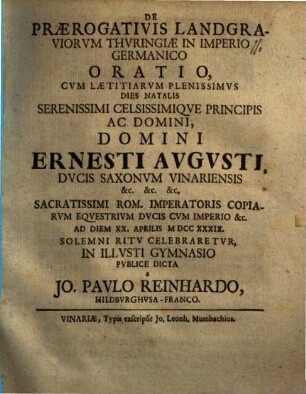 DE
PRÆROGATIVIS LANDGRA-
VIORVM THVRINGIÆ IN IMPERIO
GERMANICO
ORATIO,
CVM LÆTITIARVM PLENISSIMVS
DIES NATALIS
SERENISSIMI CELSISSIMIQVE PRINCIPIS
AC DOMINI,
DOMINI
ERNESTI AVGVSTI,
DVCIS SAXONVM VINARIENSIS
&c. &c. &c,
SACRATISSIMI ROM. IMPERATORIS COPIA-
RVM EQVESTRIVM DVCIS CVM IMPERIO &c.
AD DIEM XX. APRILIS M DCC XXXIX.
SOLEMNI RITV CELEBRARETVR,
IN ILLVSTI GYMNASIO
PVBLICE DICTA
a
JO. PAVLO REINHARDO,
HILDBVRGHVSA-FRANCO.
VINARIÆ, Typis exscripsit Jo. Leonh. Mumbachius.